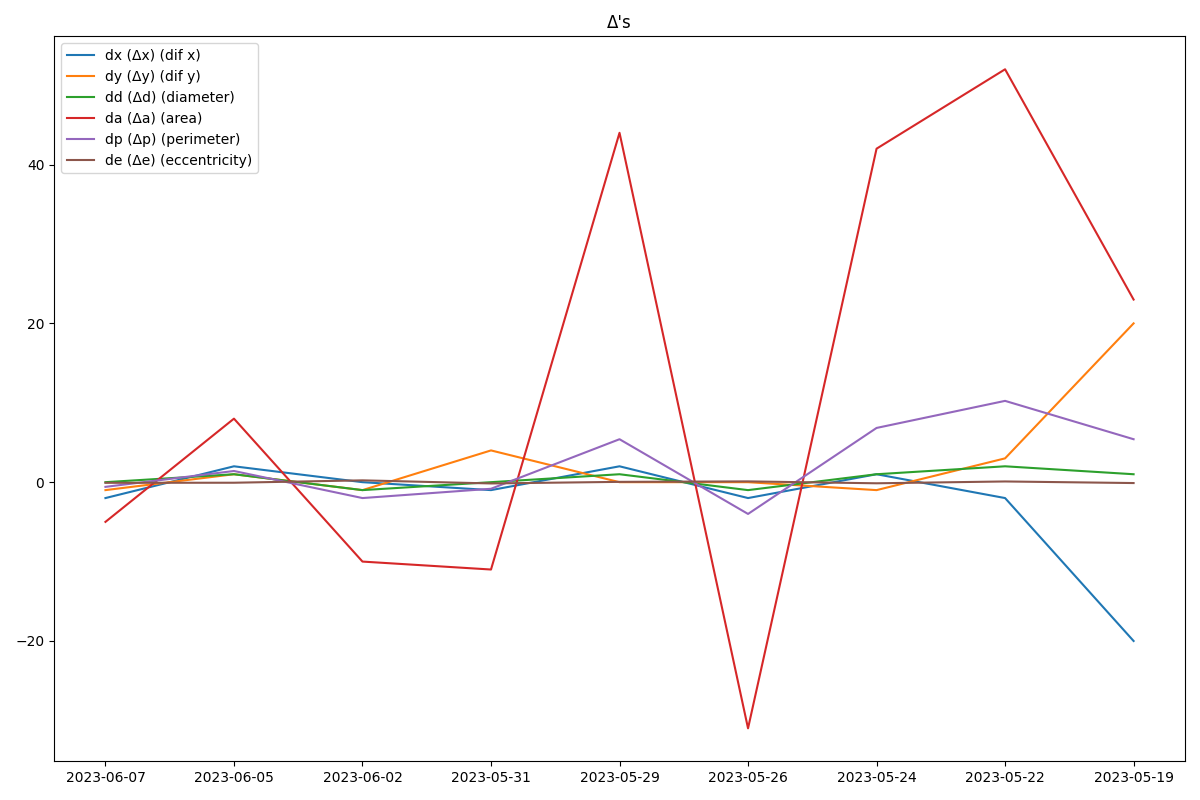 Δ's
dx (Δx) (dif x)
dy (Δy) (dif y)
dd (Δd) (diameter)
da (Δa) (area)
dp (Δp) (perimeter)
de (Δe) (eccentricity)
40
20
0
−20
2023-06-07 2023-06-05 2023-06-02 2023-05-31 2023-05-29 2023-05-26 2023-05-24 2023-05-22 2023-05-19